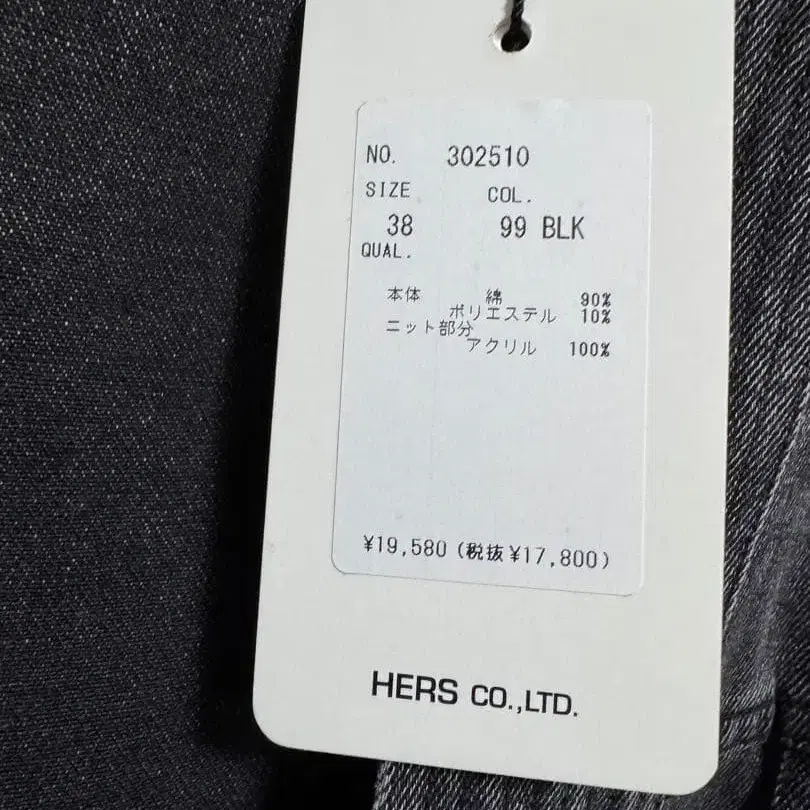 NO. 302510
SIZE COL.
38 99 BLK
QUAL.
本体 綿 90%
ポリエステル 10%
ニット部分
アクリル 100%
¥19,580 (税抜¥17,800)
HERS CO.,LTD.